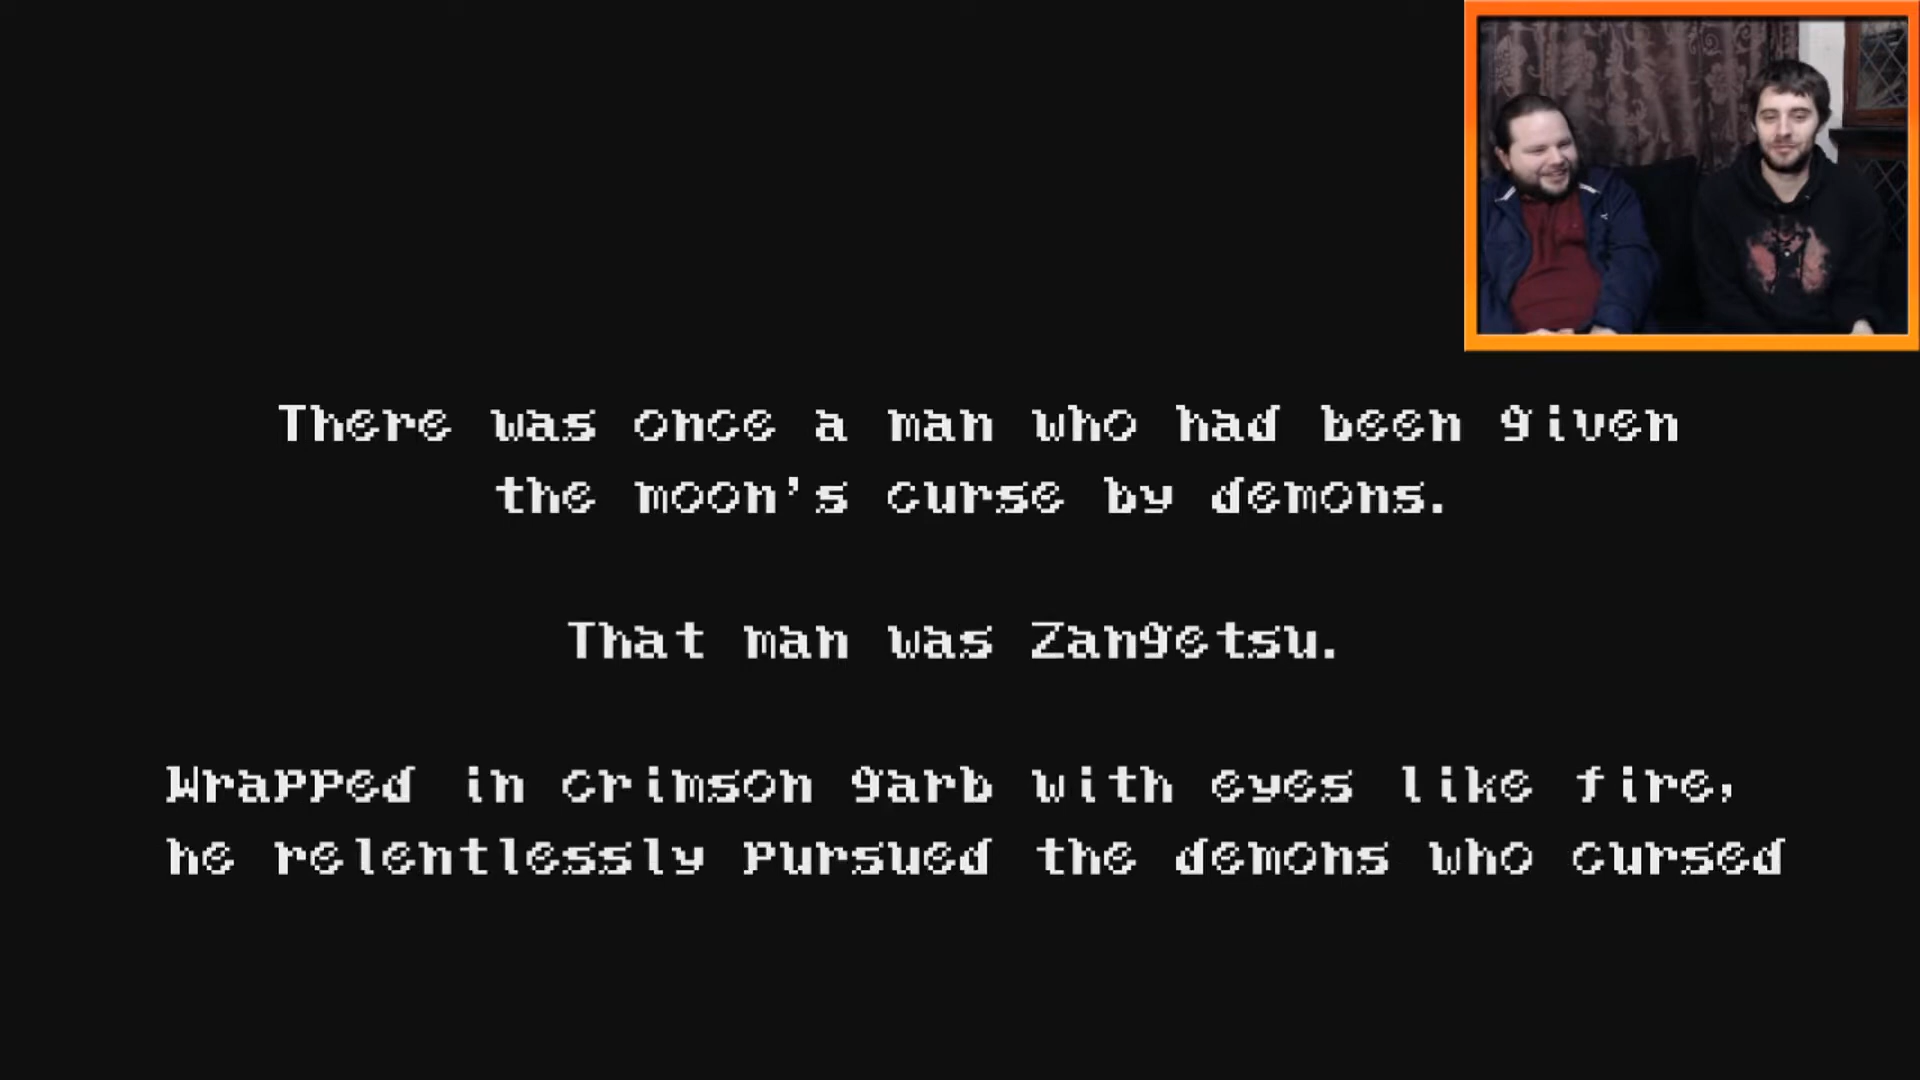 There was once a man who had been given
the moon's curse by demons.
That man was Zangetsu.
Wrapped in crimson garb with eyes like fire,
he relentlessly pursued the demons who cursed